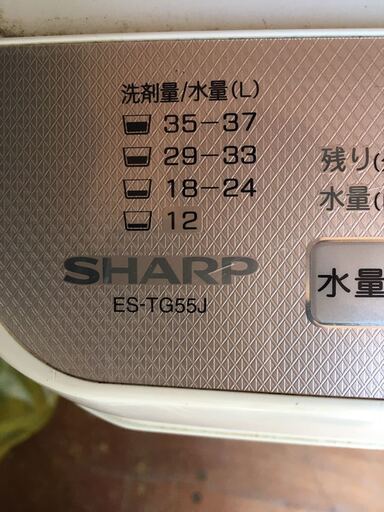 洗剤量/水量(L)
35-37
29-33
18-24
12
残り(
水量(
水量
SHARP
ES-TG55J